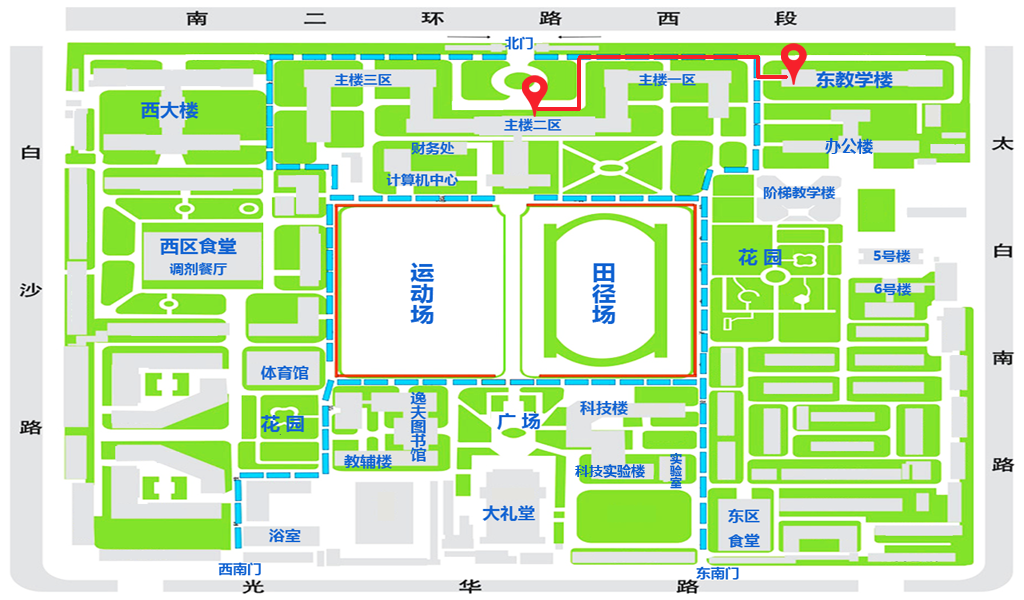 南二环路西段
北门
主楼三区
主楼一区
东教学楼
西大楼
主楼二区
白沙路
太白南路
财务处
办公楼
计算机中心
阶梯教学楼
西区食堂
调剂餐厅
运动场
田径场
花园
5号楼
6号楼
体育馆
花园
逸夫图书馆
广场
科技楼
教辅楼
科技实验楼
实验室
大礼堂
东区
食堂
浴室
西南门
东南门
光华路